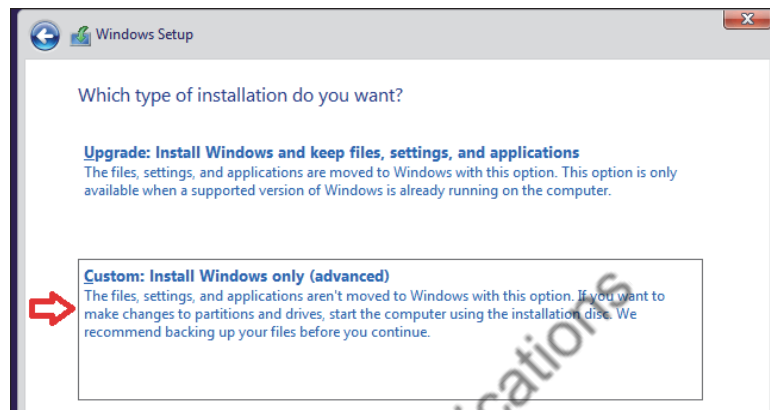 Windows Setup
Which type of installation do you want?
Upgrade: Install Windows and keep files, settings, and applications
The files, settings, and applications are moved to Windows with this option. This option is only
available when a supported version of Windows is already running on the computer.
Custom: Install Windows only (advanced)
The files, settings, and applications aren't moved to Windows with this option. If you want to
make changes to partitions and drives, start the computer using the installation disc. We
recommend backing up your files before you continue.